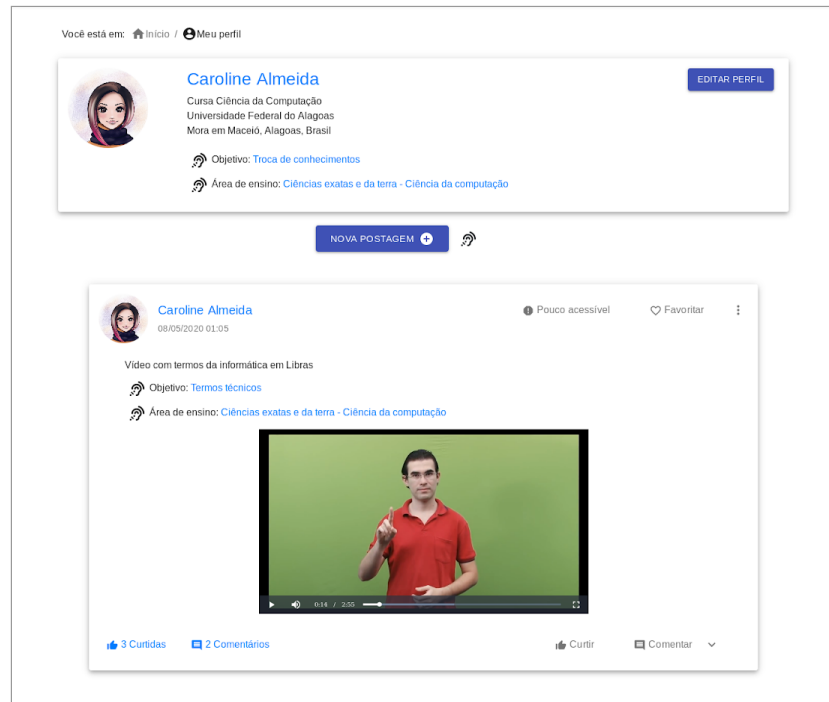 Você está em: Início / Meu perfil
Caroline Almeida
EDITAR PERFIL
Cursa Ciência da Computação
Universidade Federal do Alagoas
Mora em Maceió, Alagoas, Brasil
Objetivo: Troca de conhecimentos
Área de ensino: Ciências exatas e da terra - Ciência da computação
NOVA POSTAGEM
Caroline Almeida
Pouco acessível
Favoritar
08/05/2020 01:05
Vídeo com termos da informática em Libras
Objetivo: Termos técnicos
Área de ensino: Ciências exatas e da terra - Ciência da computação
0:14 / 2:55
3 Curtidas
2 Comentários
Curtir
Comentar